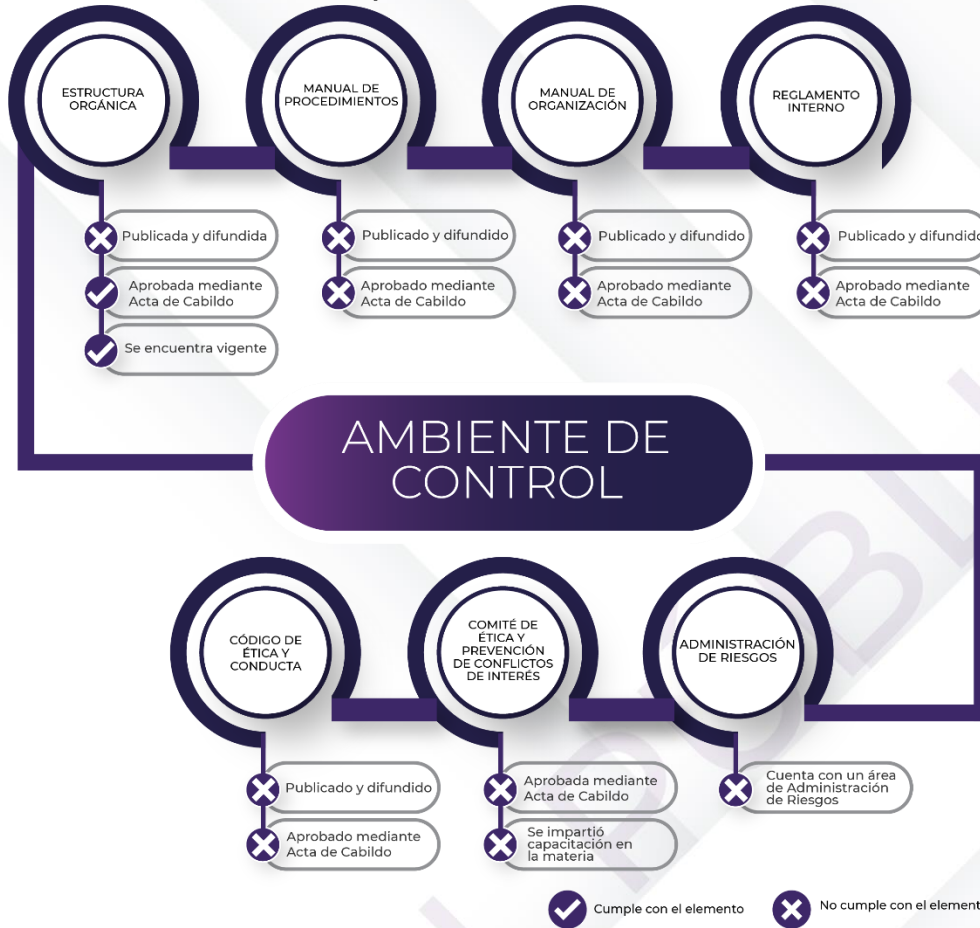 ESTRUCTURA
ORGÁNICA
Publicada y difundida
Aprobada mediante
Acta de Cabildo
Se encuentra vigente
MANUAL DE
PROCEDIMIENTOS
Publicado y difundido
Aprobado mediante
Acta de Cabildo
MANUAL DE
ORGANIZACIÓN
Publicado y difundido
Aprobado mediante
Acta de Cabildo
REGLAMENTO
INTERNO
Publicado y difundido
Aprobado mediante
Acta de Cabildo
AMBIENTE DE
CONTROL
CÓDIGO DE
ÉTICA Y
CONDUCTA
Publicado y difundido
Aprobado mediante
Acta de Cabildo
COMITÉ DE
ÉTICA Y
PREVENCIÓN
DE CONFLICTOS
DE INTERÉS
Aprobada mediante
Acta de Cabildo
Se impartió
capacitación en
la materia
ADMINISTRACIÓN
DE RIESGOS
Cuenta con un área
de Administración
de Riesgos
Cumple con el elemento
No cumple con el element